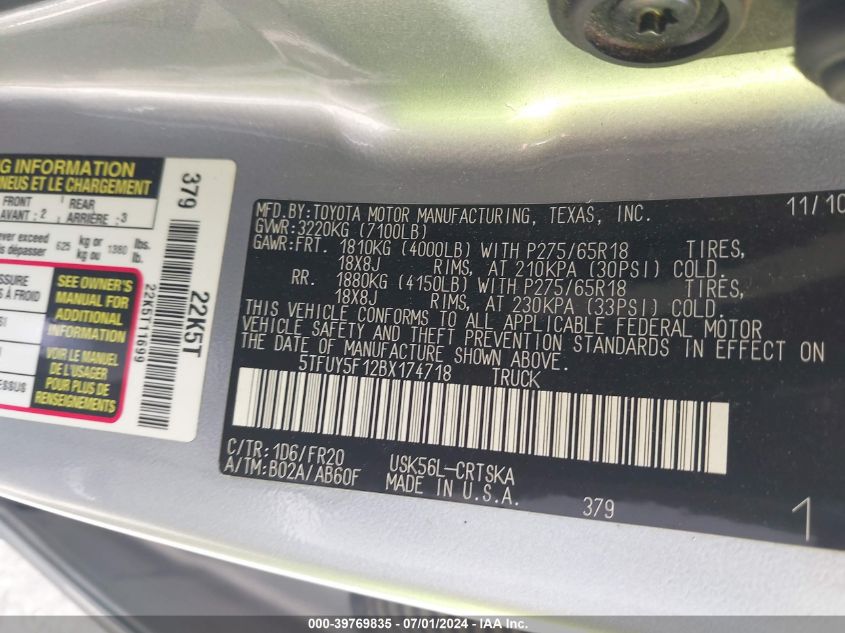 NG INFORMATION
PNEUS ET LE CHARGEMENT
FRONT
AVANT : 2
REAR
ARRIÈRE : 3
never exceed
dépasser
625
kg or
kg ou
1380
lbs.
lb.
À FROID
SEE OWNER'S
MANUAL FOR
ADDITIONAL
INFORMATION
VOIR LE MANUEL
DE L'USAGER
POUR PLUS DE
RENSEIGNEMENTS
379
22K5T11699
22K5T
MFD.BY:TOYOTA MOTOR MANUFACTURING, TEXAS, INC. 11/10
GVWR:3220KG (7100LB)
GAWR:FRT. 1810KG (4000LB) WITH P275/65R18 TIRES,
18X8J RIMS, AT 210KPA (30PSI) COLD.
RR. 1880KG (4150LB) WITH P275/65R18 TIRES,
18X8J RIMS, AT 230KPA (33PSI) COLD.
THIS VEHICLE CONFORMS TO ALL APPLICABLE FEDERAL MOTOR
VEHICLE SAFETY AND THEFT PREVENTION STANDARDS IN EFFECT ON
THE DATE OF MANUFACTURE SHOWN ABOVE.
5TFUY5F12BX174718 TRUCK
C/TR:1D6/FR20 USK56L-CRTSKA
A/TM:B02A/AB60F MADE IN U.S.A. 379
1
000-39769835 - 07/01/2024 - IAA Inc.